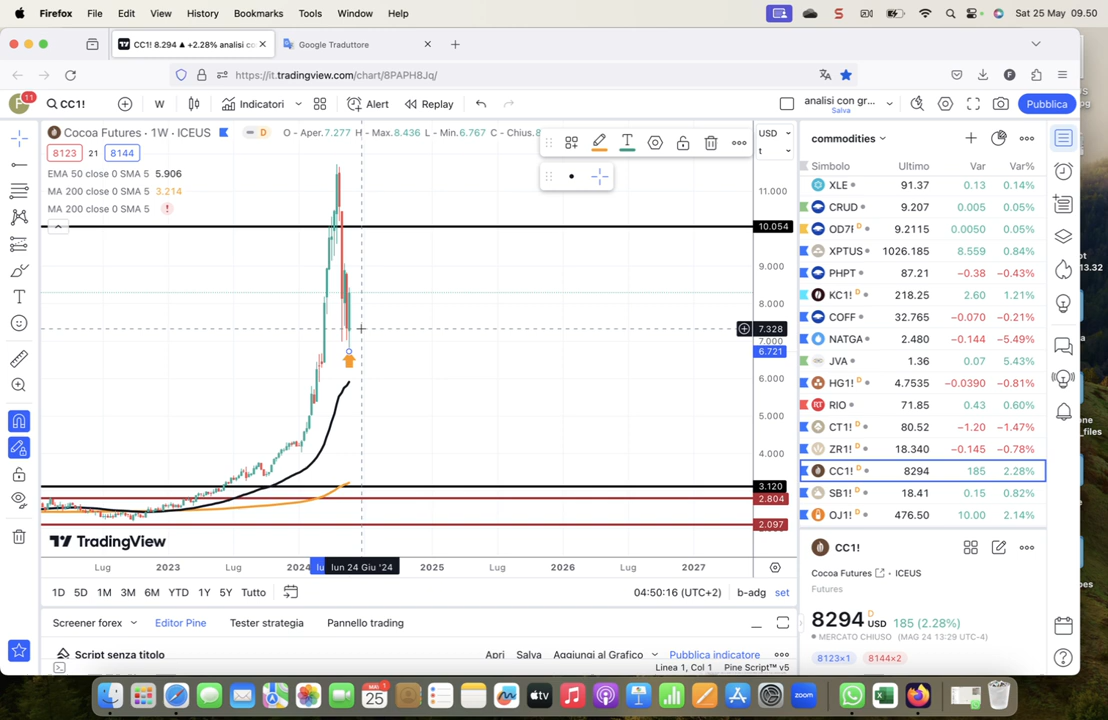 Firefox File Edit View History Bookmarks Tools Window Help
Sat 25 May 09.50
CC1! 8.294 ▲ +2.28% analisi co
Google Traduttore
https://it.tradingview.com/chart/8PAPH8Jq/
11
CC1!
W
Indicatori
Alert
Replay
analisi con gr...
Salva
Pubblica
Cocoa Futures · 1W · ICEUS
D
O - Aper.7.277 H - Max.8.436 L - Min.6.767 C - Chius.8
8123 21 8144
EMA 50 close 0 SMA 5 5.906
MA 200 close 0 SMA 5 3.214
MA 200 close 0 SMA 5
USD
t
11.000
10.054
9.000
8.000
7.328
7.000
6.721
6.000
5.000
4.000
3.120
2.804
2.097
TradingView
Lug 2023 Lug 2024 lu lun 24 Giu '24 2025 Lug 2026 Lug 2027
1D 5D 1M 3M 6M YTD 1Y 5Y Tutto
04:50:16 (UTC+2)
b-adg set
Screener forex Editor Pine Tester strategia Pannello trading
Script senza titolo
Apri Salva Aggiungi al Grafico Pubblica indicatore
Linea 1, Col 1 Pine Script™ v5
commodities
Simbolo Ultimo Var Var%
XLE 91.37 0.13 0.14%
CRUD 9.207 0.005 0.05%
OD7F D 9.2115 0.0050 0.05%
XPTUS 1026.185 8.559 0.84%
PHPT 87.21 −0.38 −0.43%
KC1! D 218.25 2.60 1.21%
COFF 32.765 −0.070 −0.21%
NATGA 2.480 −0.144 −5.49%
JVA 1.36 0.07 5.43%
HG1! D 4.7535 −0.0390 −0.81%
RIO 71.85 0.43 0.60%
CT1! D 80.52 −1.20 −1.47%
ZR1! D 18.340 −0.145 −0.78%
CC1! D 8294 185 2.28%
SB1! D 18.41 0.15 0.82%
OJ1! D 476.50 10.00 2.14%
CC1!
Cocoa Futures · ICEUS
Futures
8294 D USD 185 (2.28%)
MERCATO CHIUSO (MAG 24 13:29 UTC-4)
8123×1 8144×2
13.32
_files
MAG
25
tv
zoom